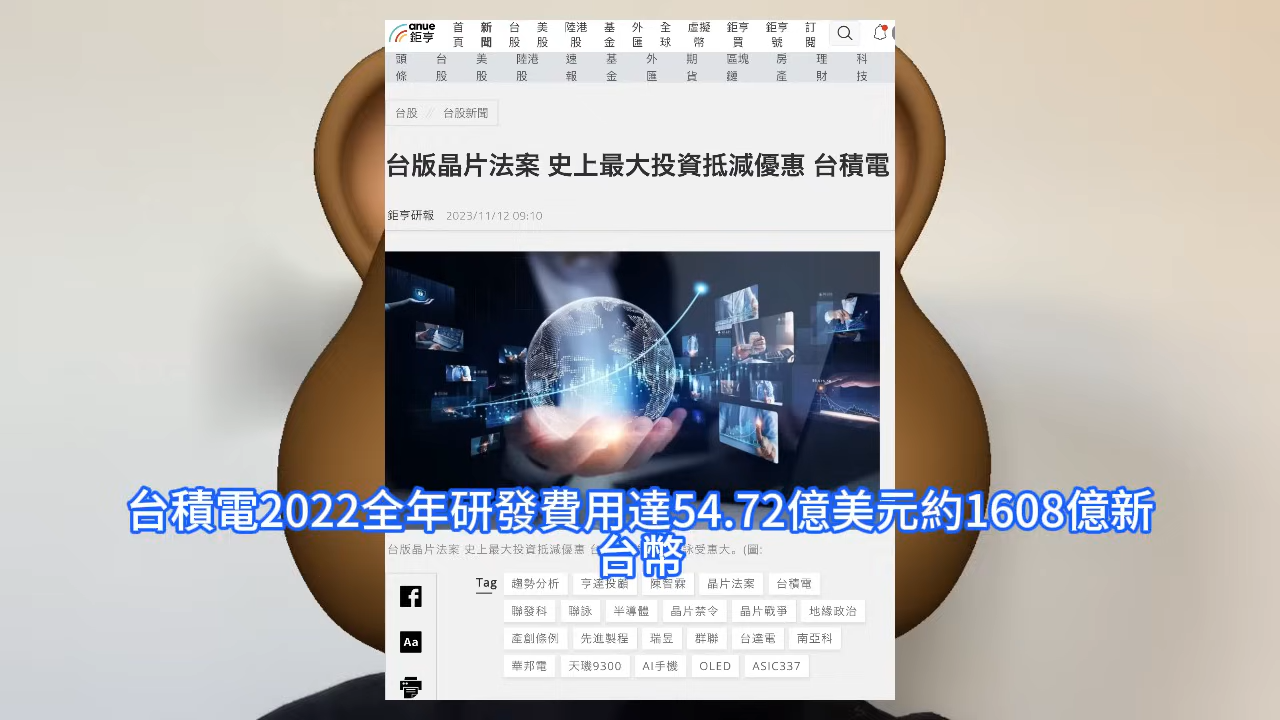 anue
鉅亨
首頁 新聞 台股 美股 陸港股 基金 外匯 全球 虛擬幣 鉅亨買 鉅亨號 訂閱
頭條 台股 美股 陸港股 速報 基金 外匯 期貨 區塊鏈 房產 理財 科技
台股 // 台股新聞
台版晶片法案 史上最大投資抵減優惠 台積電
鉅亨研報 2023/11/12 09:10
台積電2022全年研發費用達54.72億美元約1608億新
台幣
台版晶片法案 史上最大投資抵減優惠 台
受惠大。(圖:
Tag 趨勢分析 亨達投顧 陳智霖 晶片法案 台積電
聯發科 聯詠 半導體 晶片禁令 晶片戰爭 地緣政治
產創條例 先進製程 瑞昱 群聯 台達電 南亞科
華邦電 天璣9300 AI手機 OLED ASIC337
Aa